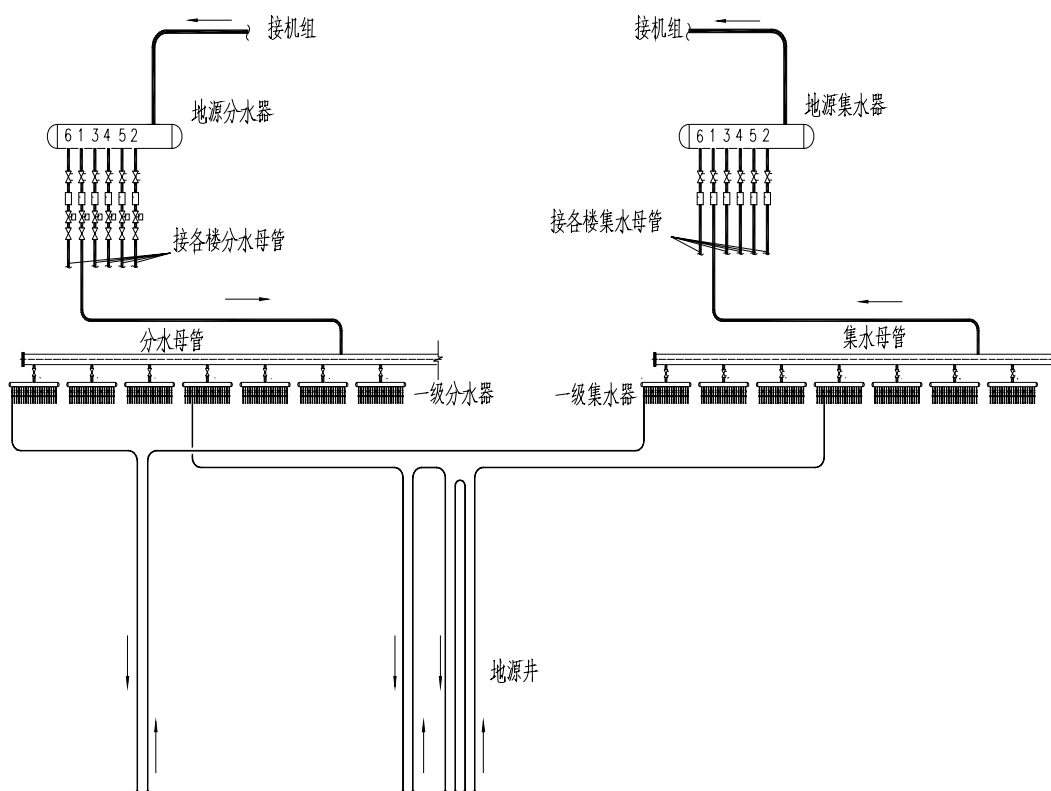 接机组
接机组
地源分水器
地源集水器
6 1 3 4 5 2
6 1 3 4 5 2
接各楼分水母管
接各楼集水母管
分水母管
集水母管
一级分水器
一级集水器
地源井